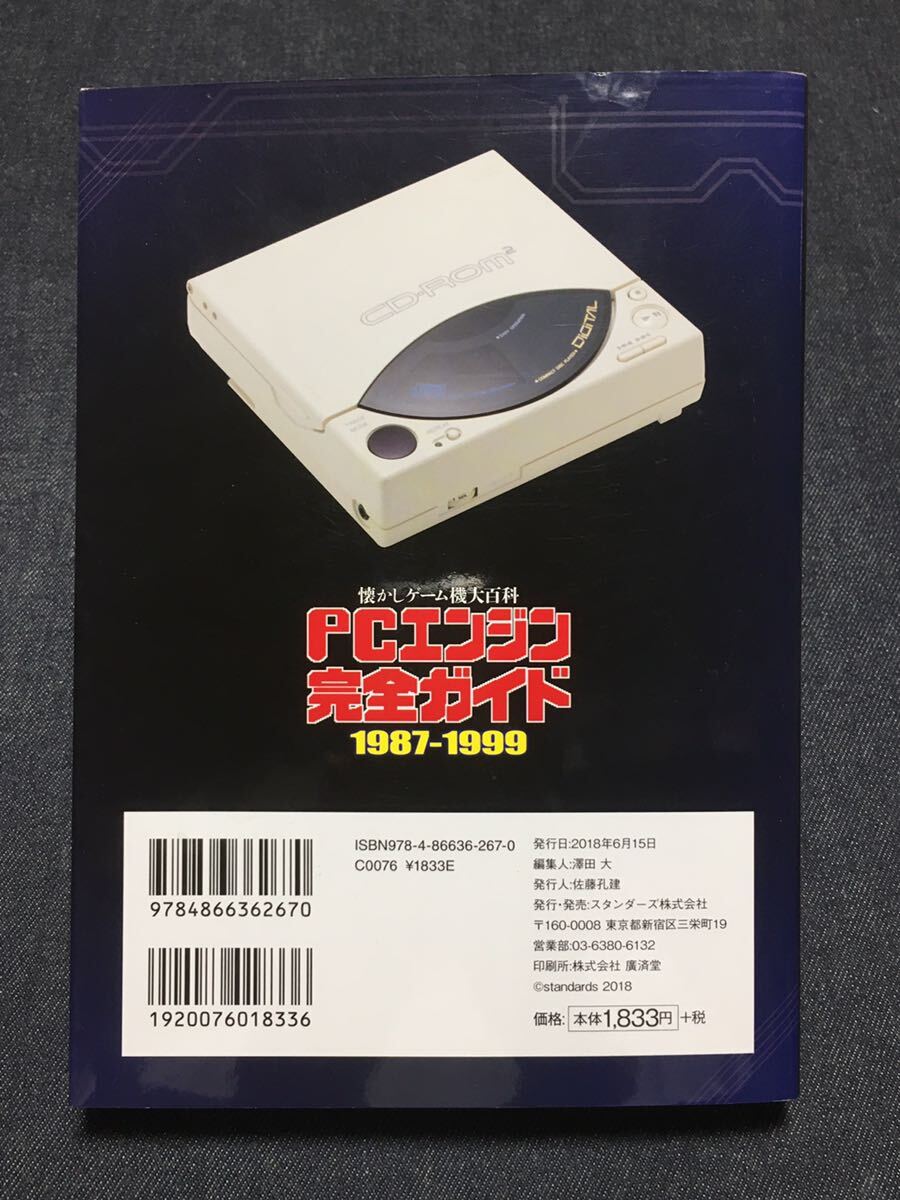 CD-ROM²
DIGITAL
COMPACT DISC PLAYER
懐かしゲーム機大百科
PCエンジン
完全ガイド
1987-1999
9784866362670
1920076018336
ISBN978-4-86636-267-0
C0076 ¥1833E
発行日:2018年6月15日
編集人:澤田 大
発行人:佐藤孔建
発行・発売:スタンダーズ株式会社
〒160-0008 東京都新宿区三栄町19
営業部:03-6380-6132
印刷所:株式会社 廣済堂
©standards 2018
価格: 本体1,833円 +税